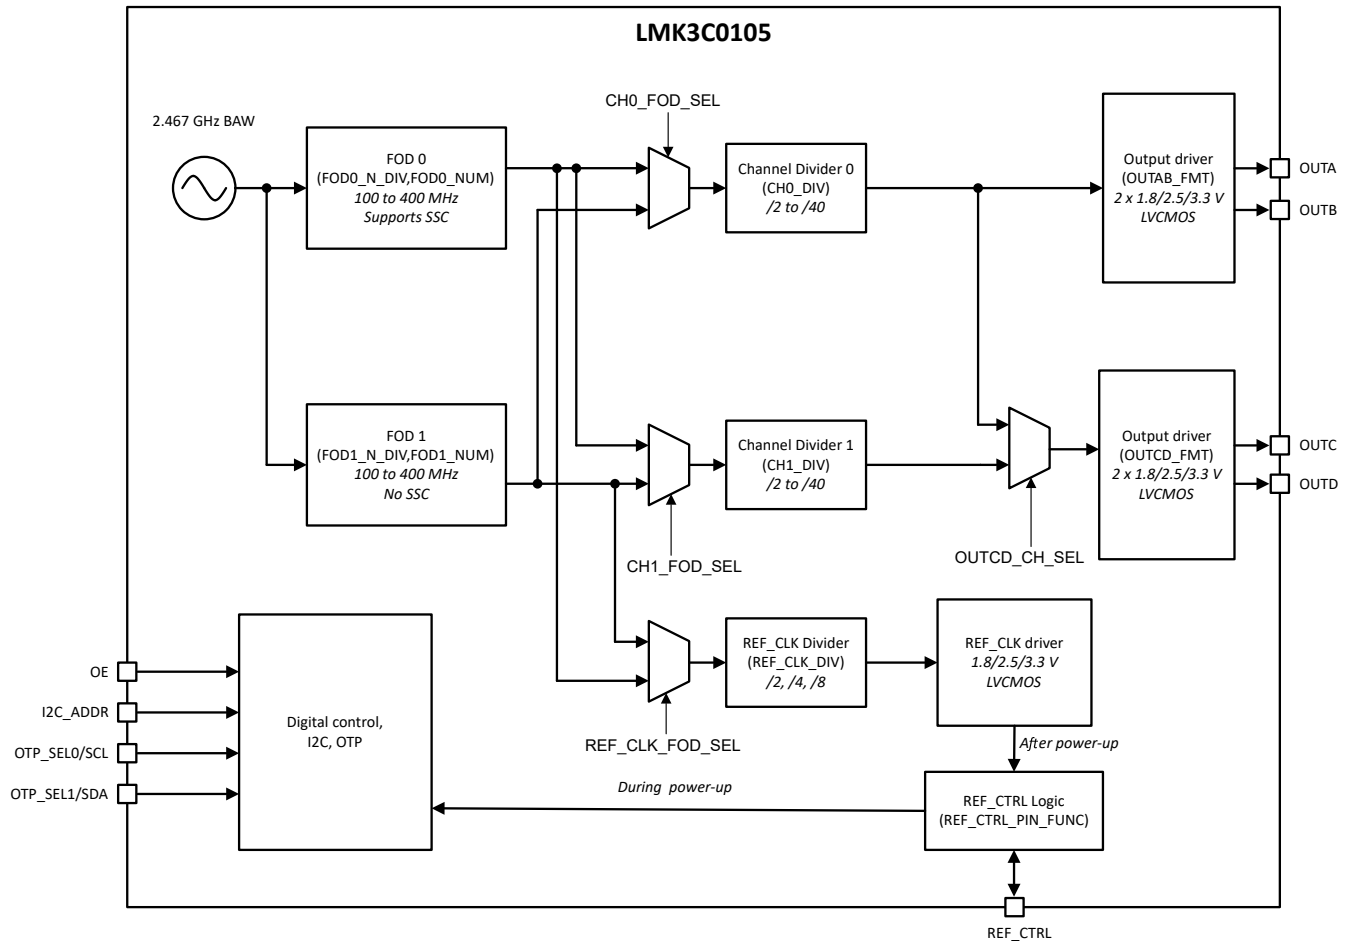 LMK3C0105
CH0_FOD_SEL
2.467 GHz BAW
FOD 0
(FOD0_N_DIV,FOD0_NUM)
100 to 400 MHz
Supports SSC
Channel Divider 0
(CH0_DIV)
/2 to /40
Output driver
(OUTAB_FMT)
2 x 1.8/2.5/3.3 V
LVCMOS
OUTA
OUTB
FOD 1
(FOD1_N_DIV,FOD1_NUM)
100 to 400 MHz
No SSC
Channel Divider 1
(CH1_DIV)
/2 to /40
Output driver
(OUTCD_FMT)
2 x 1.8/2.5/3.3 V
LVCMOS
OUTC
OUTD
CH1_FOD_SEL
OUTCD_CH_SEL
REF_CLK Divider
(REF_CLK_DIV)
/2, /4, /8
REF_CLK driver
1.8/2.5/3.3 V
LVCMOS
OE
I2C_ADDR
OTP_SEL0/SCL
OTP_SEL1/SDA
Digital control,
I2C, OTP
REF_CLK_FOD_SEL
After power-up
During power-up
REF_CTRL Logic
(REF_CTRL_PIN_FUNC)
REF_CTRL